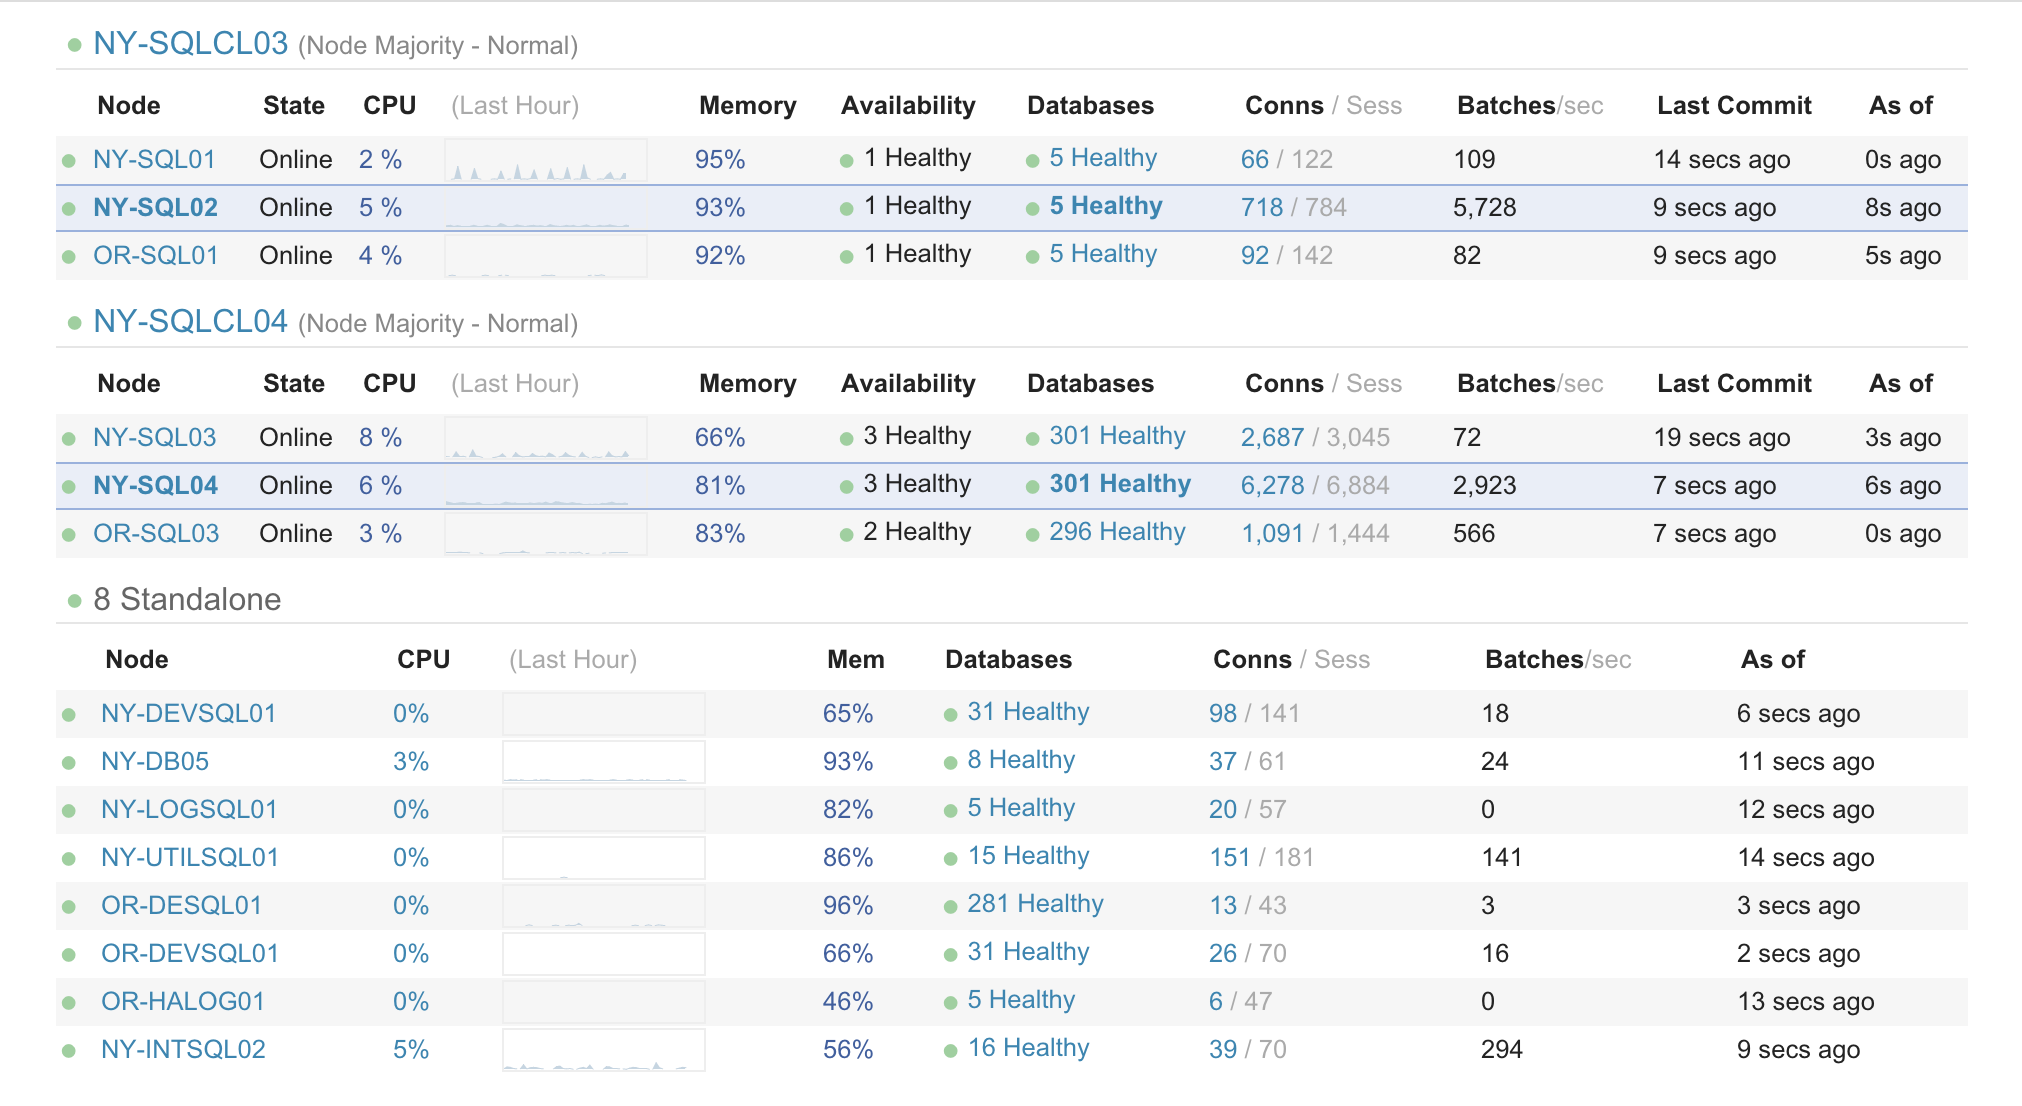 NY-SQLCL03 (Node Majority - Normal)
Node State CPU (Last Hour) Memory Availability Databases Conns / Sess Batches/sec Last Commit As of
NY-SQL01 Online 2 % 95% 1 Healthy 5 Healthy 66 / 122 109 14 secs ago 0s ago
NY-SQL02 Online 5 % 93% 1 Healthy 5 Healthy 718 / 784 5,728 9 secs ago 8s ago
OR-SQL01 Online 4 % 92% 1 Healthy 5 Healthy 92 / 142 82 9 secs ago 5s ago
NY-SQLCL04 (Node Majority - Normal)
Node State CPU (Last Hour) Memory Availability Databases Conns / Sess Batches/sec Last Commit As of
NY-SQL03 Online 8 % 66% 3 Healthy 301 Healthy 2,687 / 3,045 72 19 secs ago 3s ago
NY-SQL04 Online 6 % 81% 3 Healthy 301 Healthy 6,278 / 6,884 2,923 7 secs ago 6s ago
OR-SQL03 Online 3 % 83% 2 Healthy 296 Healthy 1,091 / 1,444 566 7 secs ago 0s ago
8 Standalone
Node CPU (Last Hour) Mem Databases Conns / Sess Batches/sec As of
NY-DEVSQL01 0% 65% 31 Healthy 98 / 141 18 6 secs ago
NY-DB05 3% 93% 8 Healthy 37 / 61 24 11 secs ago
NY-LOGSQL01 0% 82% 5 Healthy 20 / 57 0 12 secs ago
NY-UTILSQL01 0% 86% 15 Healthy 151 / 181 141 14 secs ago
OR-DESQL01 0% 96% 281 Healthy 13 / 43 3 3 secs ago
OR-DEVSQL01 0% 66% 31 Healthy 26 / 70 16 2 secs ago
OR-HALOG01 0% 46% 5 Healthy 6 / 47 0 13 secs ago
NY-INTSQL02 5% 56% 16 Healthy 39 / 70 294 9 secs ago